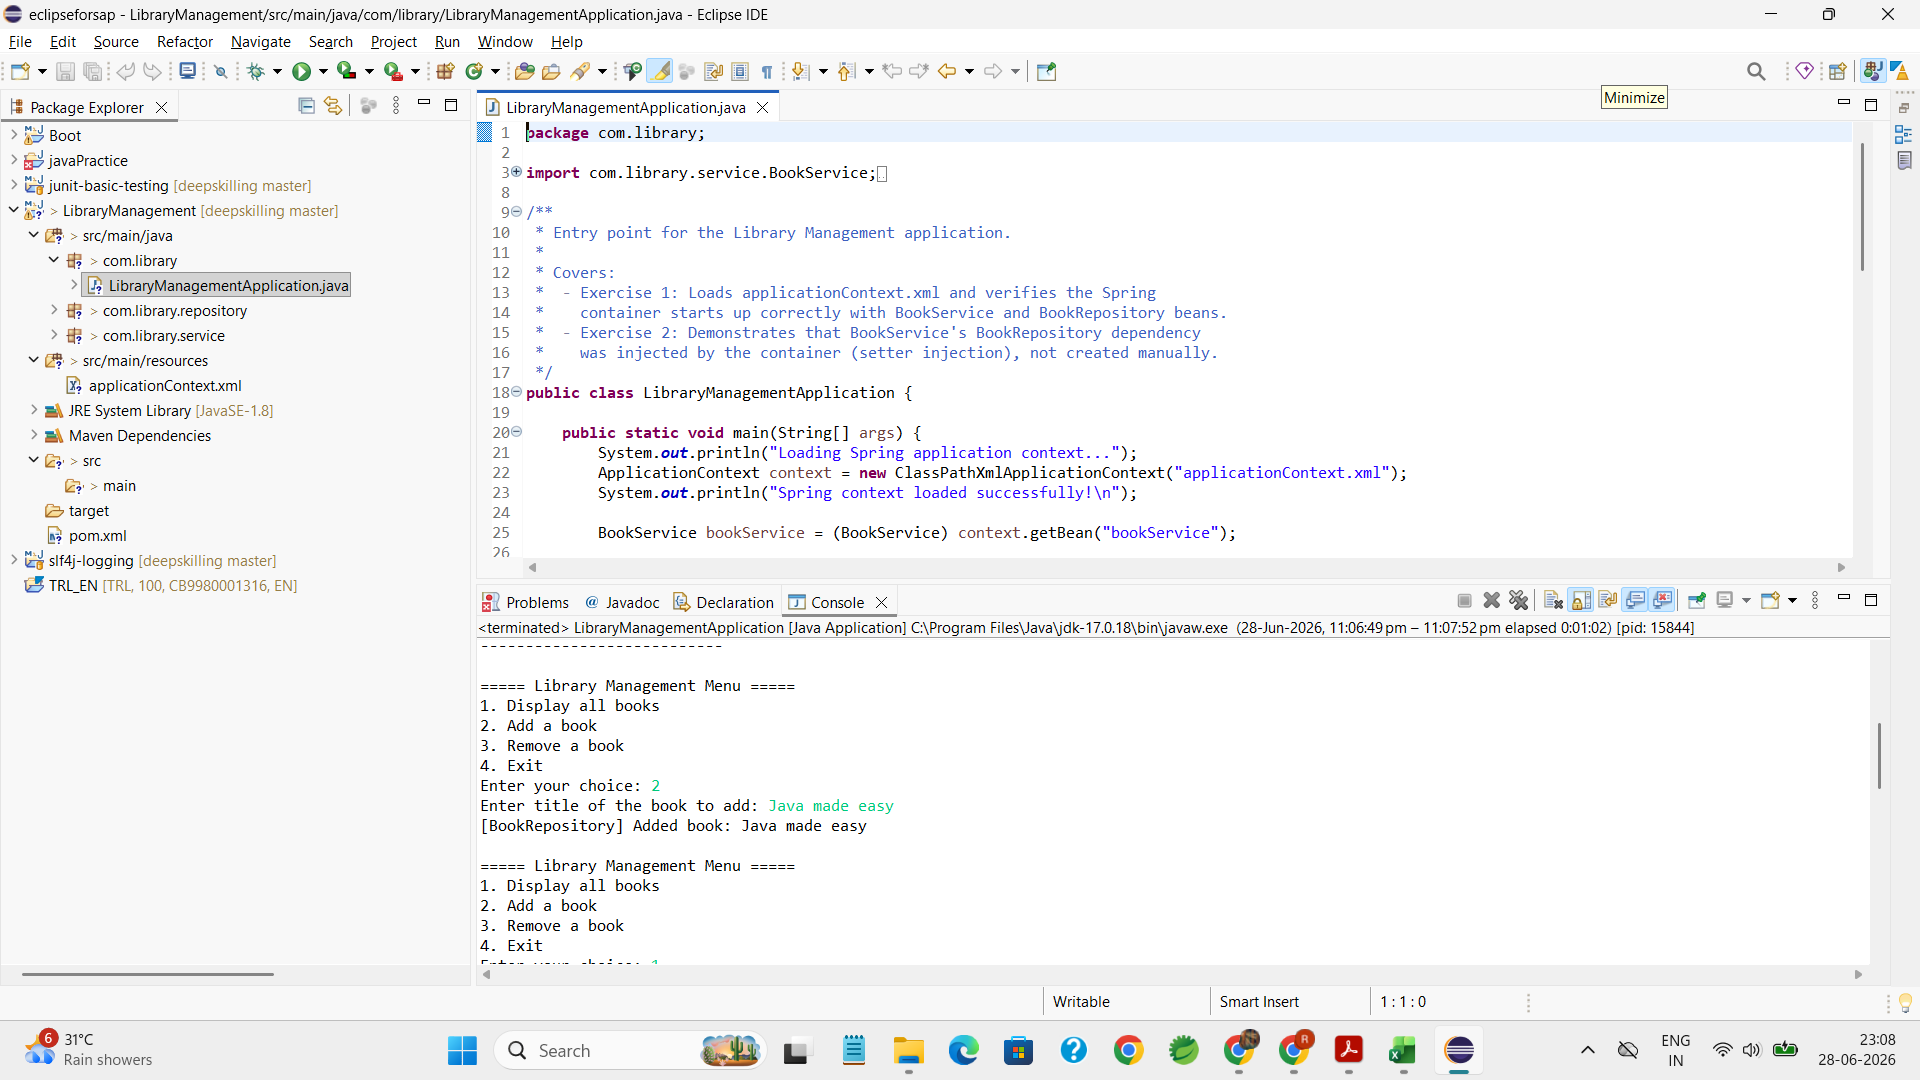 eclipseforsap - LibraryManagement/src/main/java/com/library/LibraryManagementApplication.java - Eclipse IDE
File Edit Source Refactor Navigate Search Project Run Window Help
Minimize
Package Explorer
Boot
javaPractice
junit-basic-testing [deepskilling master]
> LibraryManagement [deepskilling master]
> src/main/java
> com.library
LibraryManagementApplication.java
> com.library.repository
> com.library.service
> src/main/resources
applicationContext.xml
JRE System Library [JavaSE-1.8]
Maven Dependencies
> src
> main
target
pom.xml
slf4j-logging [deepskilling master]
TRL_EN [TRL, 100, CB9980001316, EN]
LibraryManagementApplication.java
1 package com.library;
2
3 import com.library.service.BookService;
8
9 /**
10 * Entry point for the Library Management application.
11 *
12 * Covers:
13 * - Exercise 1: Loads applicationContext.xml and verifies the Spring
14 * container starts up correctly with BookService and BookRepository beans.
15 * - Exercise 2: Demonstrates that BookService's BookRepository dependency
16 * was injected by the container (setter injection), not created manually.
17 */
18 public class LibraryManagementApplication {
19
20 public static void main(String[] args) {
21 System.out.println("Loading Spring application context...");
22 ApplicationContext context = new ClassPathXmlApplicationContext("applicationContext.xml");
23 System.out.println("Spring context loaded successfully!\n");
24
25 BookService bookService = (BookService) context.getBean("bookService");
26
Problems Javadoc Declaration Console
<terminated> LibraryManagementApplication [Java Application] C:\Program Files\Java\jdk-17.0.18\bin\javaw.exe (28-Jun-2026, 11:06:49 pm – 11:07:52 pm elapsed 0:01:02) [pid: 15844]
---------------------------
===== Library Management Menu =====
1. Display all books
2. Add a book
3. Remove a book
4. Exit
Enter your choice: 2
Enter title of the book to add: Java made easy
[BookRepository] Added book: Java made easy
===== Library Management Menu =====
1. Display all books
2. Add a book
3. Remove a book
4. Exit
Enter your choice: 1
Writable Smart Insert 1 : 1 : 0
6
31°C
Rain showers
Search
R
ENG
IN
23:08
28-06-2026